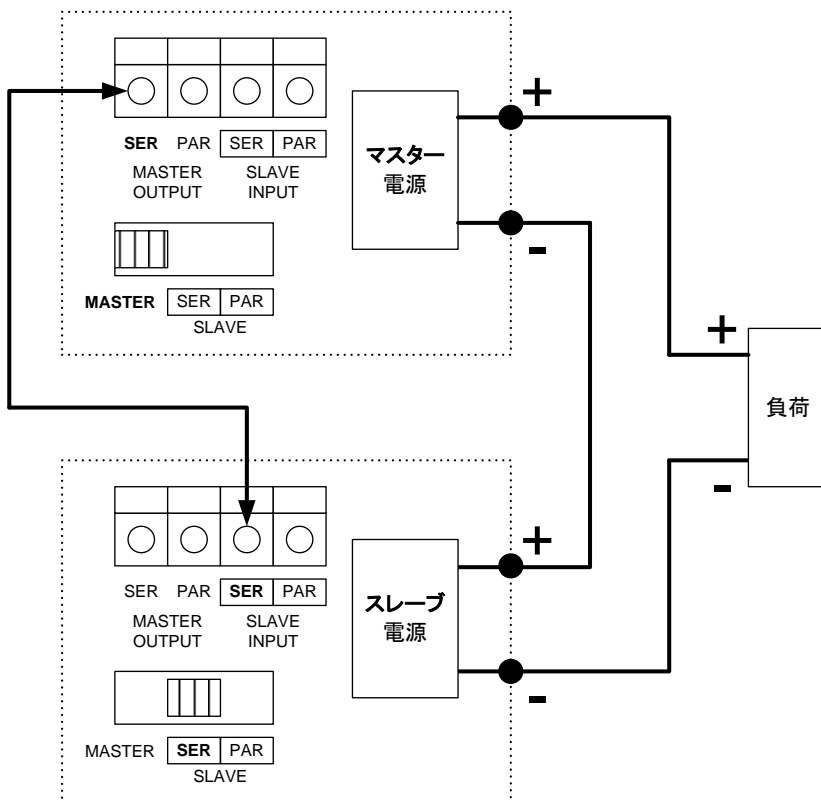 +
SER PAR SER PAR
MASTER
OUTPUT
SLAVE
INPUT
マスター
電源
-
MASTER SER PAR
SLAVE
+
負荷
-
+
SER PAR SER PAR
MASTER
OUTPUT
SLAVE
INPUT
スレーブ
電源
-
MASTER SER PAR
SLAVE